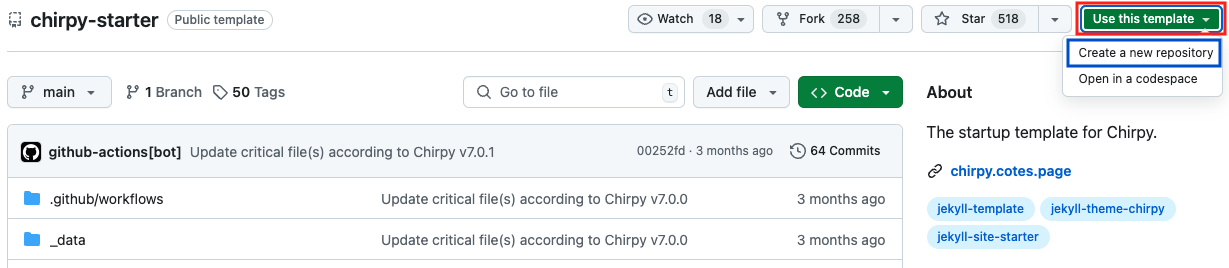 chirpy-starter Public template Watch 18 Fork 258 Star 518 Use this template
Create a new repository
Open in a codespace
main 1 Branch 50 Tags Go to file t Add file <> Code
About
The startup template for Chirpy.
chirpy.cotes.page
jekyll-template jekyll-theme-chirpy
jekyll-site-starter
github-actions[bot] Update critical file(s) according to Chirpy v7.0.1 00252fd · 3 months ago 64 Commits
.github/workflows Update critical file(s) according to Chirpy v7.0.0 3 months ago
_data Update critical file(s) according to Chirpy v7.0.0 3 months ago